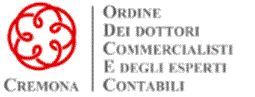 ORDINE
DEI DOTTORI
COMMERCIALISTI
E DEGLI ESPERTI
CONTABILI
CREMONA